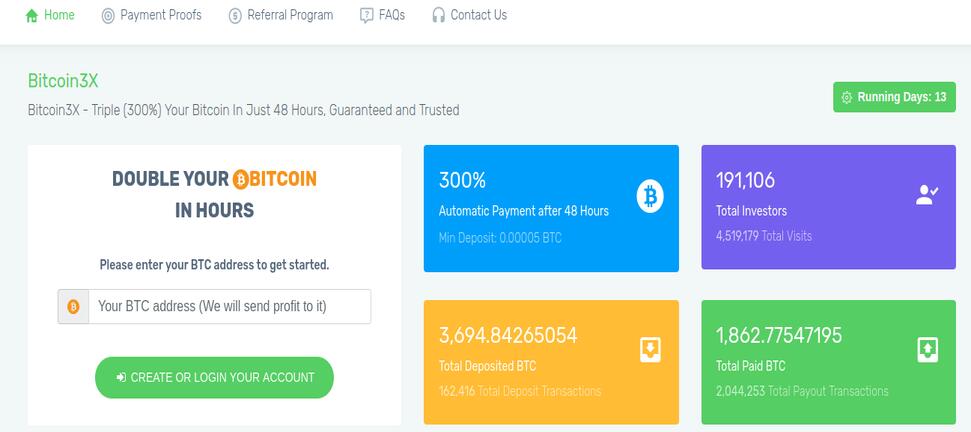 Home Payment Proofs Referral Program FAQs Contact Us
Bitcoin3X
Bitcoin3X - Triple (300%) Your Bitcoin In Just 48 Hours, Guaranteed and Trusted
Running Days: 13
DOUBLE YOUR BITCOIN
IN HOURS
Please enter your BTC address to get started.
Your BTC address (We will send profit to it)
CREATE OR LOGIN YOUR ACCOUNT
300%
Automatic Payment after 48 Hours
Min Deposit: 0.00005 BTC
191,106
Total Investors
4,519,179 Total Visits
3,694.84265054
Total Deposited BTC
162,416 Total Deposit Transactions
1,862.77547195
Total Paid BTC
2,044,253 Total Payout Transactions